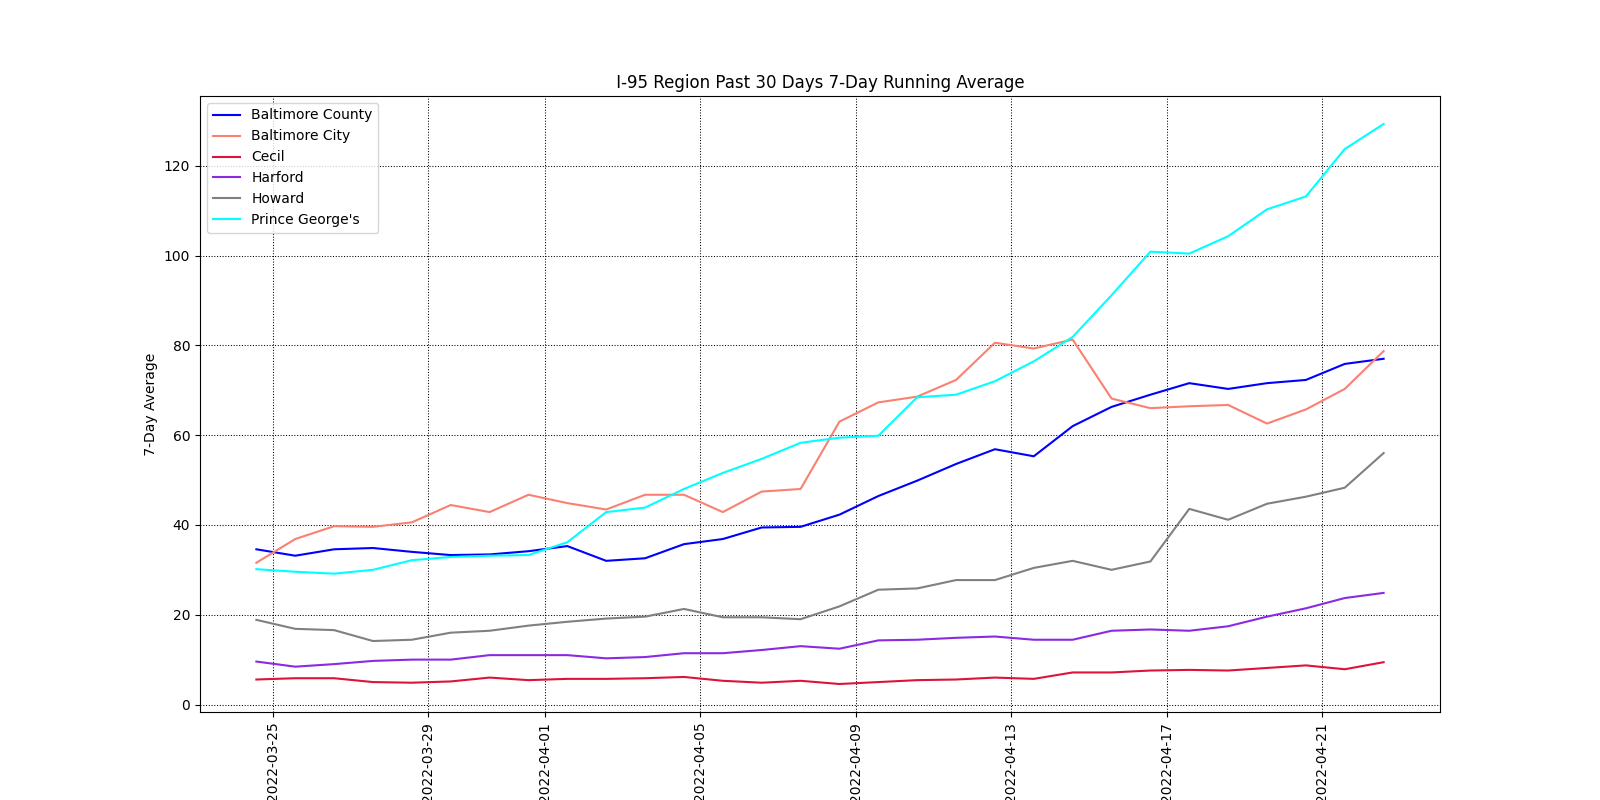 I-95 Region Past 30 Days 7-Day Running Average
Baltimore County
Baltimore City
Cecil
Harford
Howard
Prince George's
7-Day Average
120
100
80
60
40
20
0
2022-03-25
2022-03-29
2022-04-01
2022-04-05
2022-04-09
2022-04-13
2022-04-17
2022-04-21